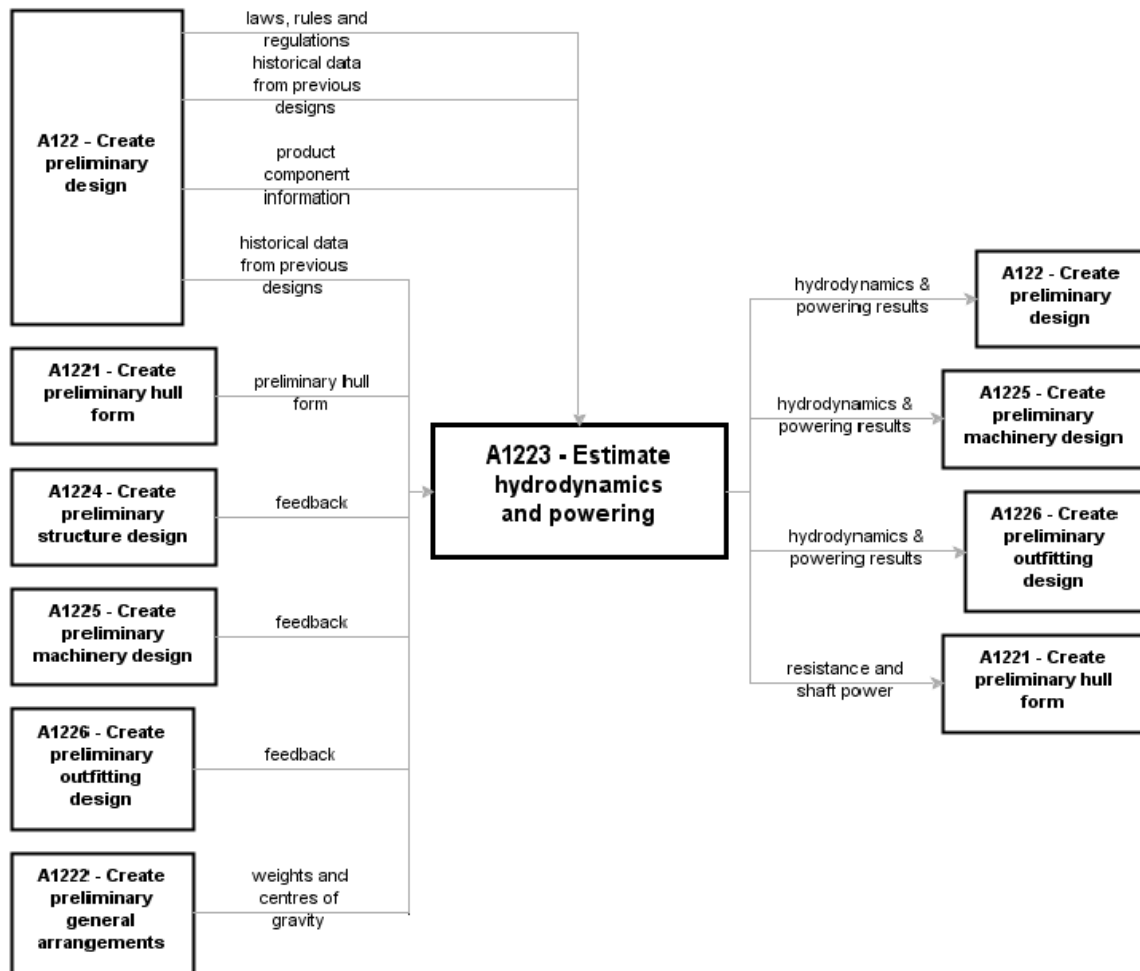 laws, rules and
regulations
historical data
from previous
designs
A122 - Create
preliminary
design
product
component
information
historical data
from previous
designs
A1221 - Create
preliminary hull
form
preliminary hull
form
A1224 - Create
preliminary
structure design
feedback
A1225 - Create
preliminary
machinery design
feedback
A1226 - Create
preliminary
outfitting
design
feedback
A1222 - Create
preliminary
general
arrangements
weights and
centres of
gravity
A1223 - Estimate
hydrodynamics
and powering
hydrodynamics &
powering results
A122 - Create
preliminary
design
hydrodynamics &
powering results
A1225 - Create
preliminary
machinery design
hydrodynamics &
powering results
A1226 - Create
preliminary
outfitting
design
resistance and
shaft power
A1221 - Create
preliminary hull
form